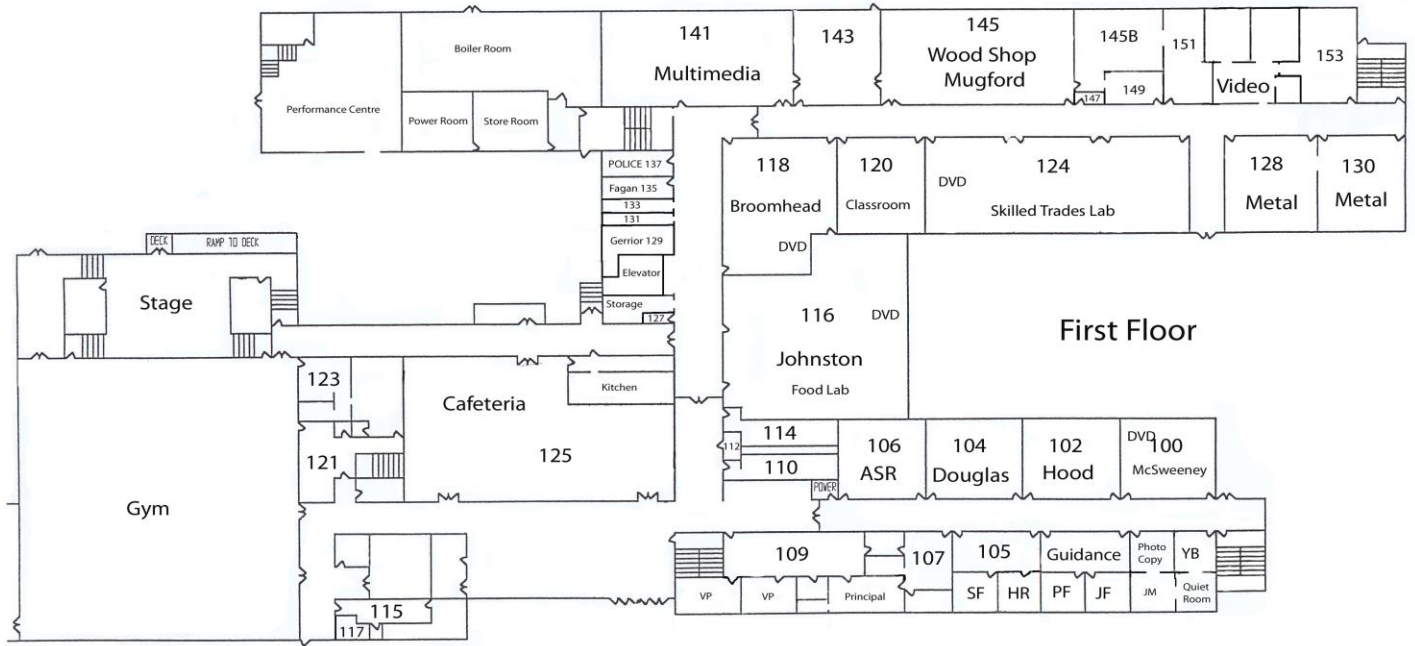 141
Multimedia
143
145
Wood Shop
Mugford
145B
147
149
151
Video
153
Boiler Room
Performance Centre
Power Room
Store Room
POLICE 137
Fagan 135
133
131
Gerrior 129
Elevator
Storage
127
118
Broomhead
DVD
120
Classroom
124
DVD
Skilled Trades Lab
128
Metal
130
Metal
DECK
RAMP TO DECK
Stage
116
DVD
Johnston
Food Lab
First Floor
123
Cafeteria
Kitchen
125
121
Gym
114
112
110
POWER
106
ASR
104
Douglas
102
Hood
DVD
100
McSweeney
109
107
105
Guidance
Photo
Copy
YB
VP
VP
Principal
SF
HR
PF
JF
JM
Quiet
Room
115
117